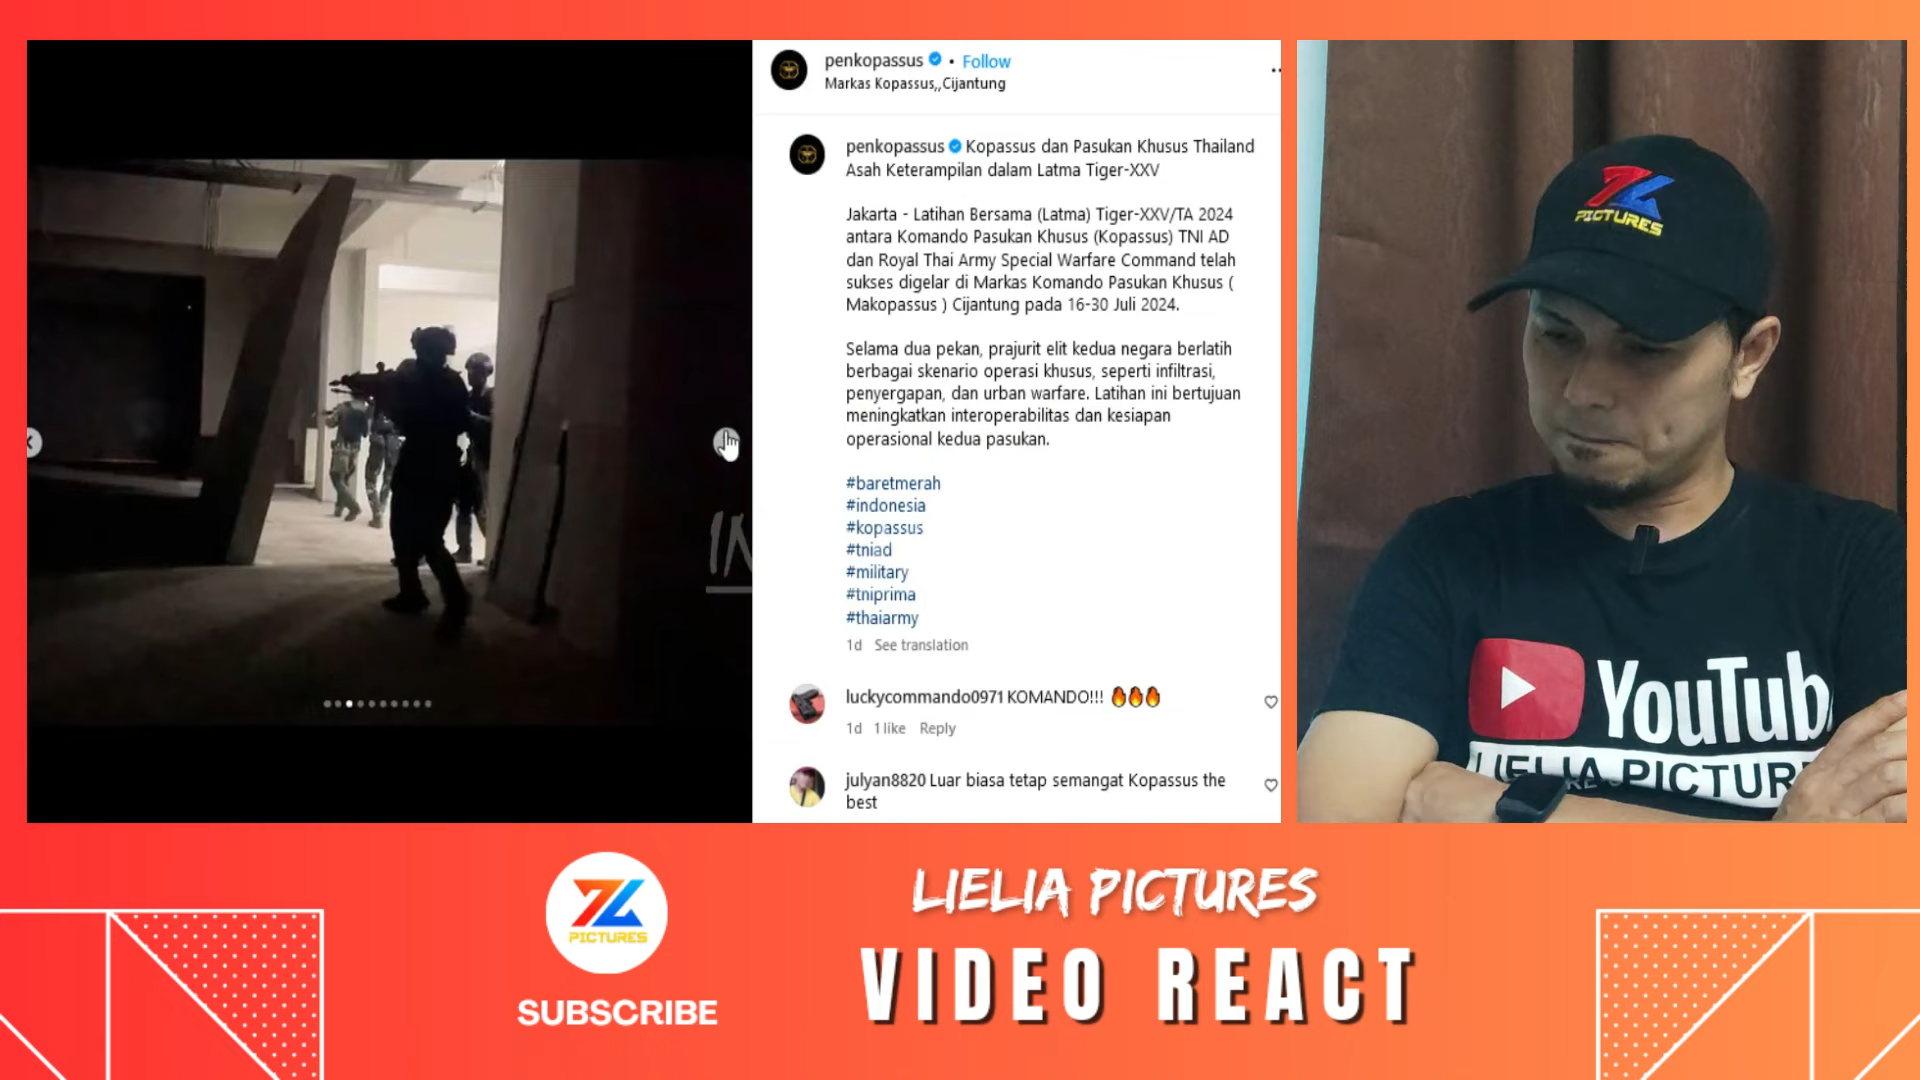 penkopassus • Follow
Markas Kopassus,,Cijantung
penkopassus Kopassus dan Pasukan Khusus Thailand
Asah Keterampilan dalam Latma Tiger-XXV
Jakarta - Latihan Bersama (Latma) Tiger-XXV/TA 2024
antara Komando Pasukan Khusus (Kopassus) TNI AD
dan Royal Thai Army Special Warfare Command telah
sukses digelar di Markas Komando Pasukan Khusus (
Makopassus ) Cijantung pada 16-30 Juli 2024.
Selama dua pekan, prajurit elit kedua negara berlatih
berbagai skenario operasi khusus, seperti infiltrasi,
penyergapan, dan urban warfare. Latihan ini bertujuan
meningkatkan interoperabilitas dan kesiapan
operasional kedua pasukan.
#baretmerah
#indonesia
#kopassus
#tniad
#military
#tniprima
#thaiarmy
1d See translation
luckycommando0971 KOMANDO!!! 🔥🔥🔥
1d 1 like Reply
julyan8820 Luar biasa tetap semangat Kopassus the
best
ZL
PICTURES
YouTub
LIELIA PICTUR
ZL
PICTURES
SUBSCRIBE
LIELIA PICTURES
VIDEO REACT